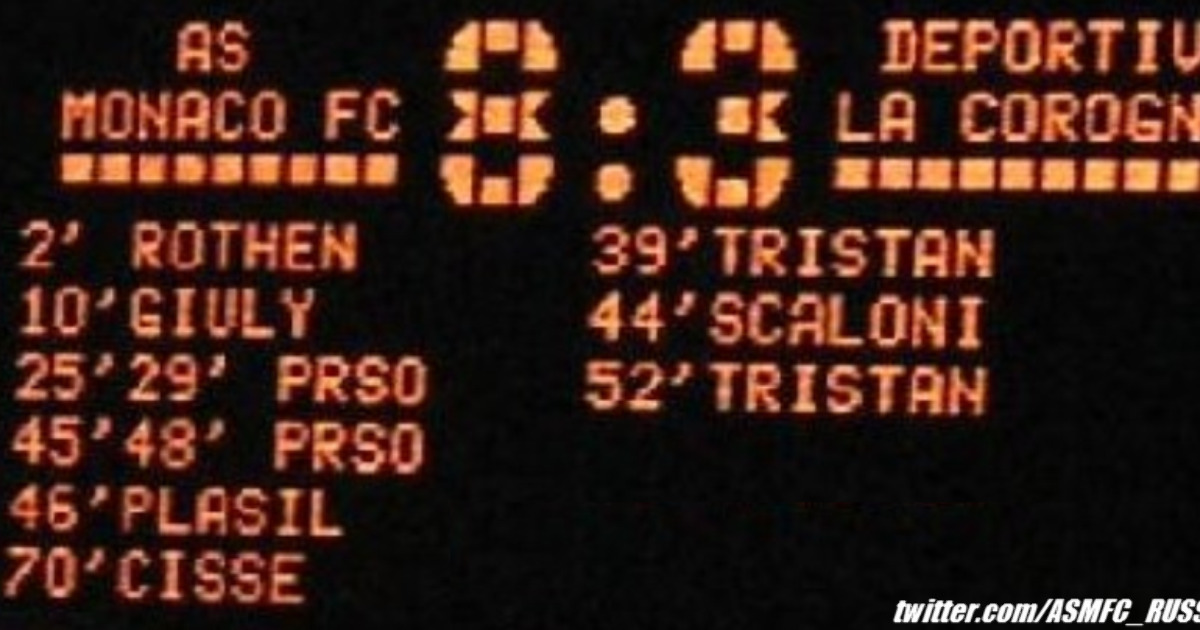 AS
MONACO FC
8:3
DEPORTIV
LA COROGN
2' ROTHEN
10'GIULY
25'29' PRSO
45'48' PRSO
46'PLASIL
70'CISSE
39'TRISTAN
44'SCALONI
52'TRISTAN
twitter.com/ASMFC_RUSS